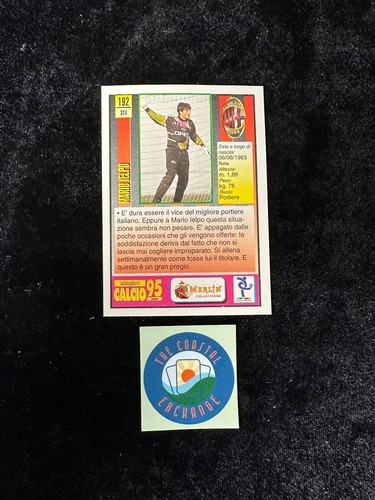 192
320
MARIO IELPO
OPEL
Data e luogo di
nascita:
06/06/1963
Roma
Altezza:
m. 1,88
Peso:
kg. 78
Ruolo:
Portiere
• E' dura essere il vice del migliore portiere
italiano. Eppure a Mario Ielpo questa situa-
zione sembra non pesare. E' appagato dalle
poche occasioni che gli vengono offerte: la
soddisfazione deriva dal fatto che non si
lascia mai cogliere impreparato. Si allena
settimanalmente come fosse lui il titolare. E
questo è un gran pregio.
CALCIO 95
MERLIN
COLLECTIONS
THE COASTAL
EXCHANGE